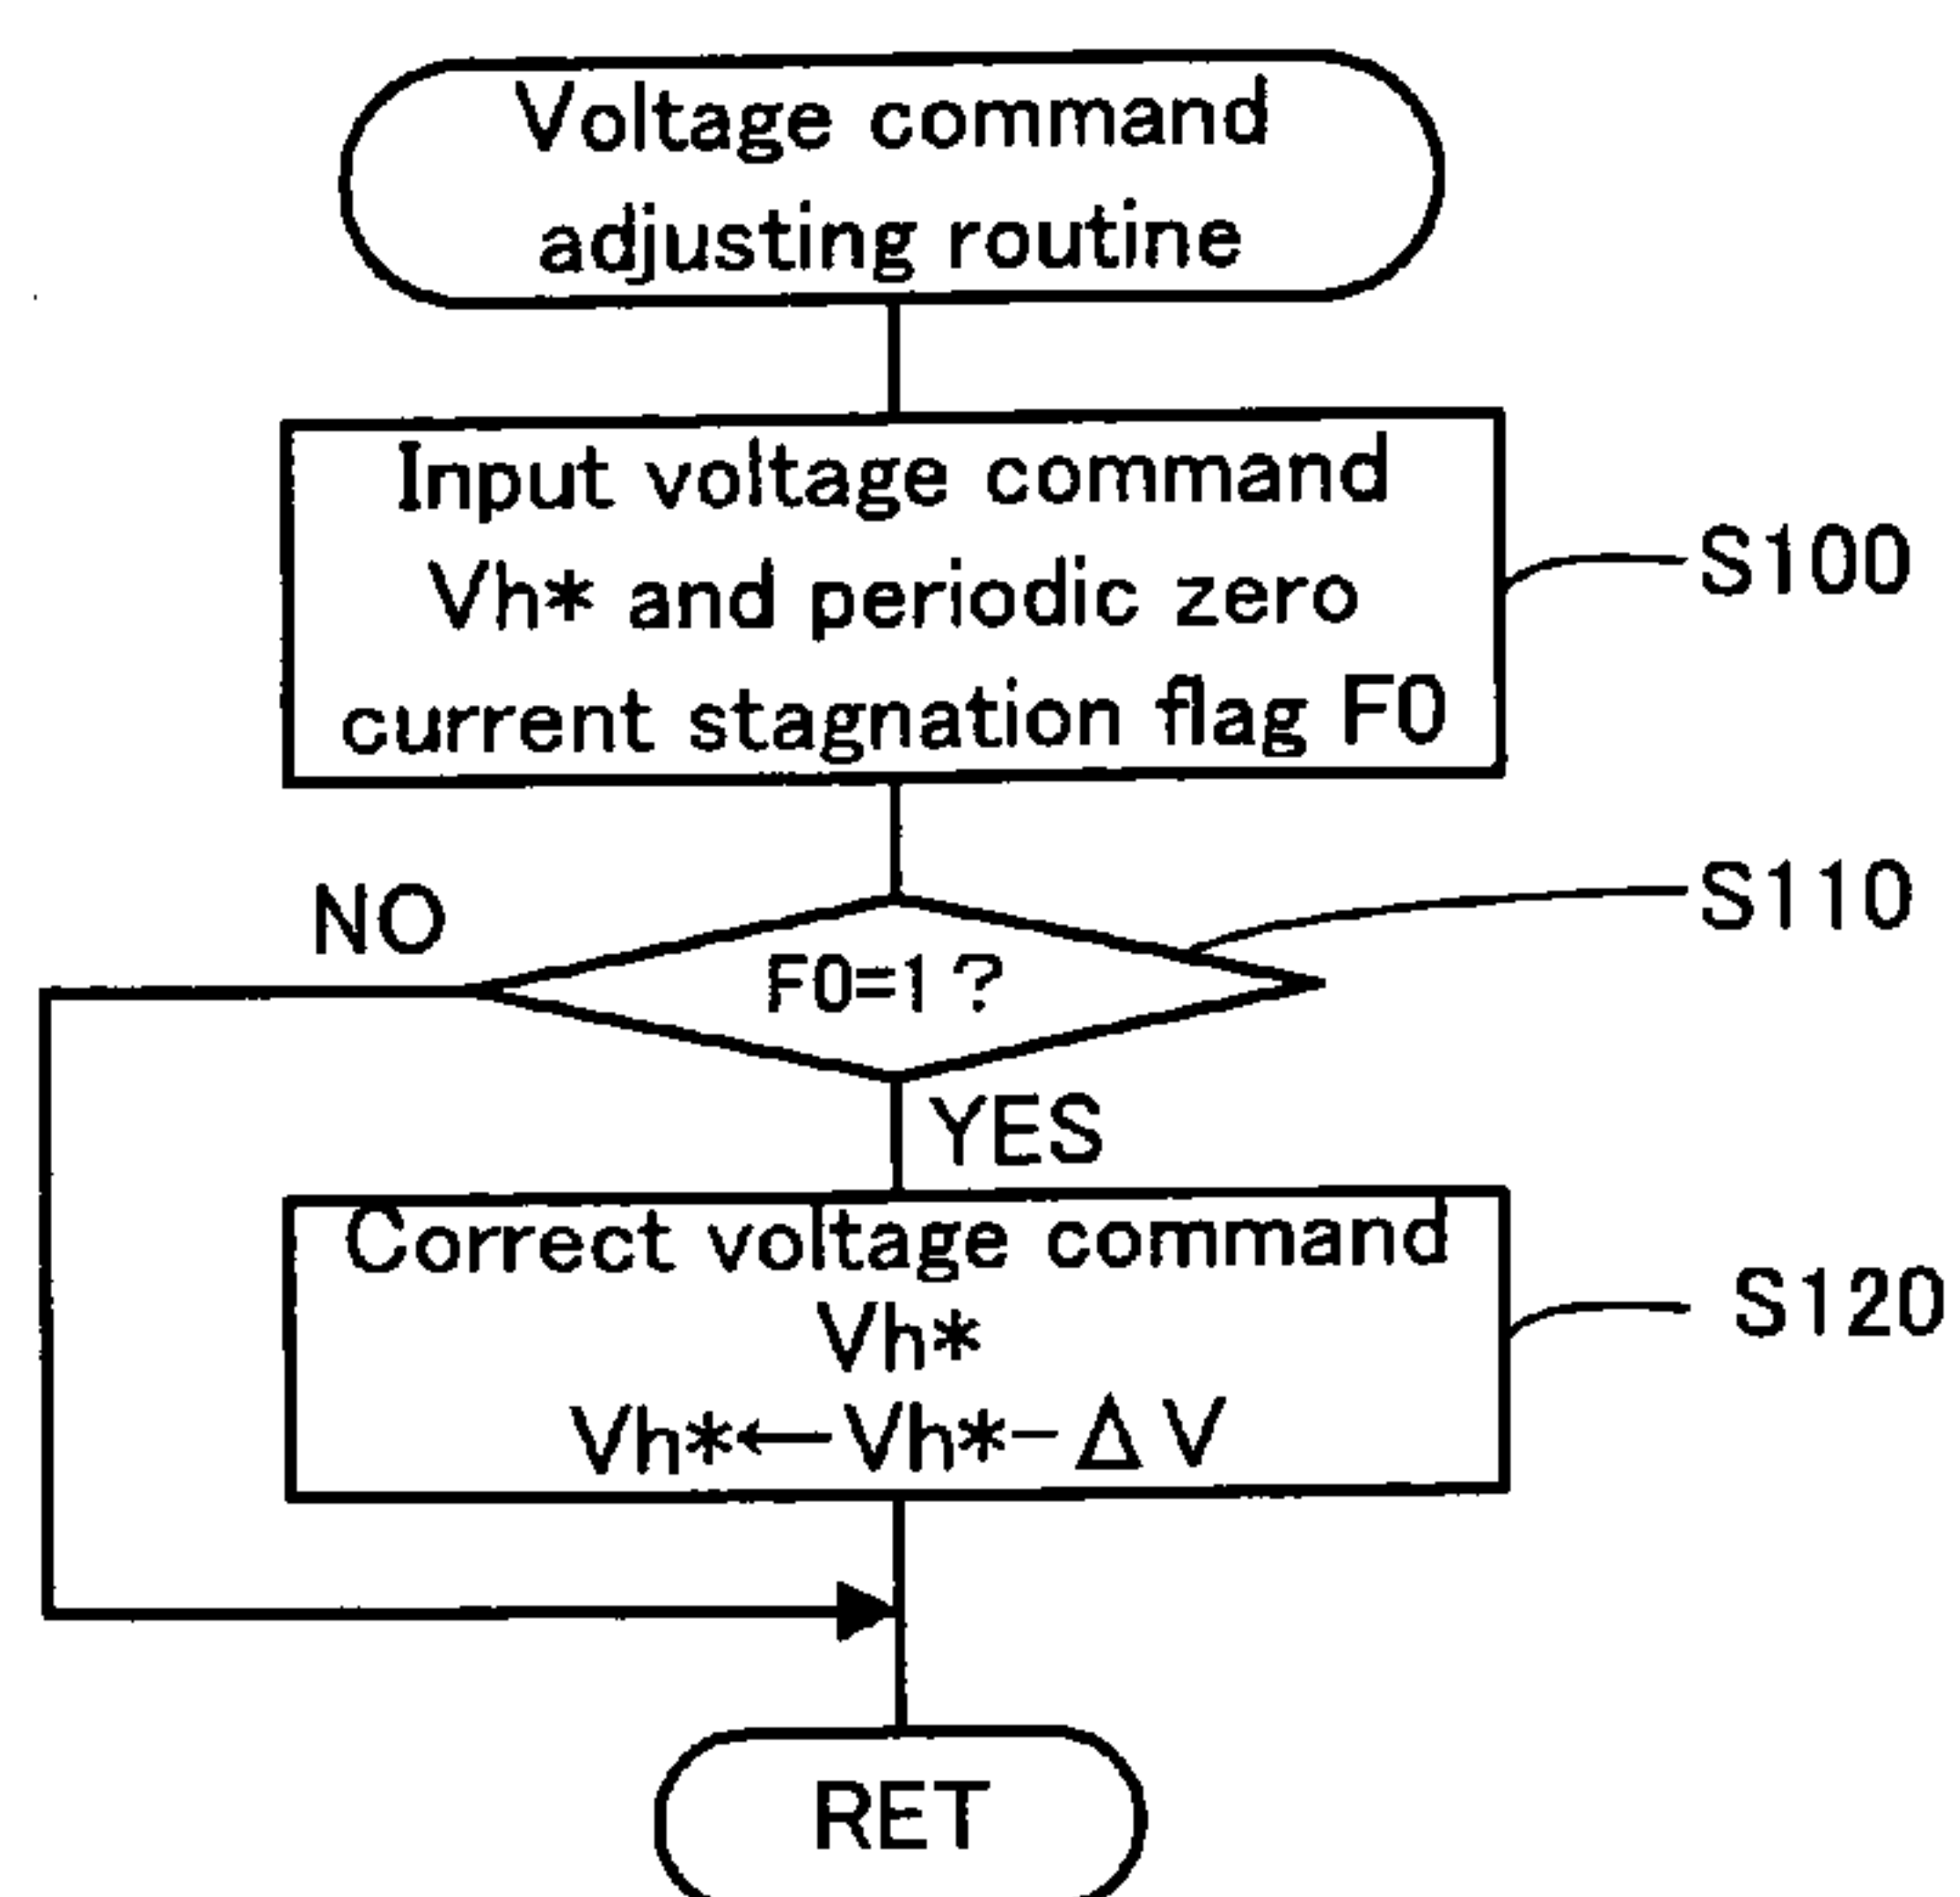 Voltage command
adjusting routine
Input voltage command
Vh* and periodic zero
current stagnation flag F0
S100
NO
F0=1?
S110
YES
Correct voltage command
Vh*
Vh*←Vh*-ΔV
S120
RET